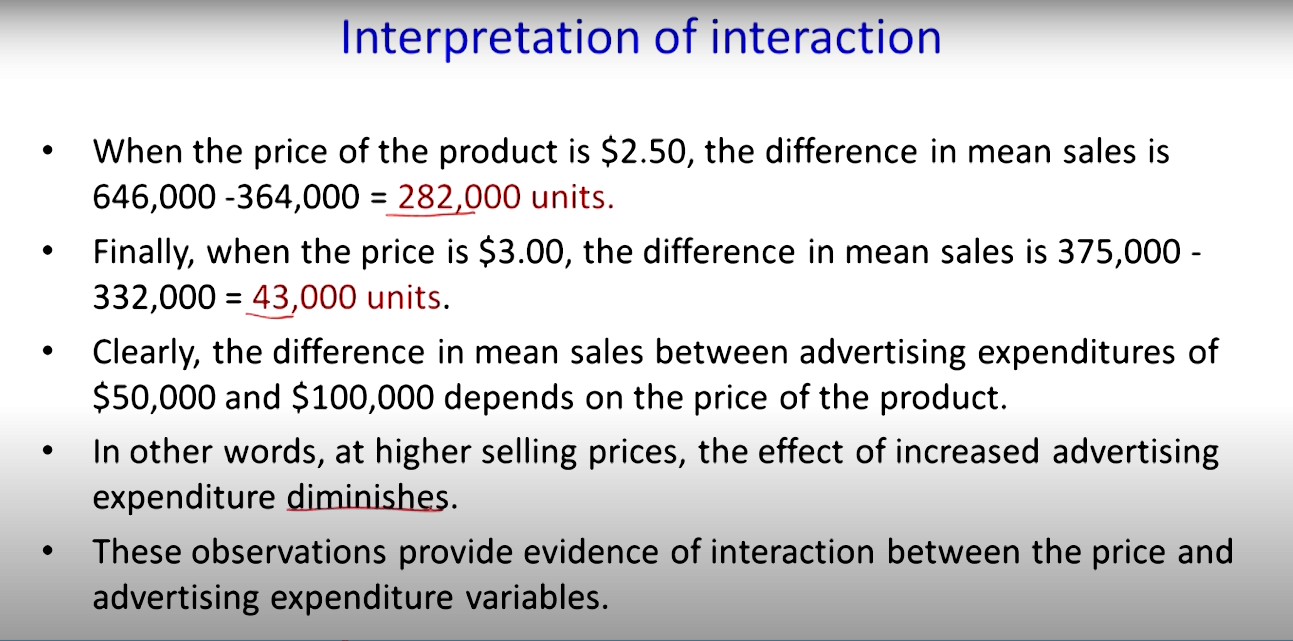 Interpretation of interaction
• When the price of the product is $2.50, the difference in mean sales is
646,000 -364,000 = 282,000 units.
• Finally, when the price is $3.00, the difference in mean sales is 375,000 -
332,000 = 43,000 units.
• Clearly, the difference in mean sales between advertising expenditures of
$50,000 and $100,000 depends on the price of the product.
• In other words, at higher selling prices, the effect of increased advertising
expenditure diminishes.
• These observations provide evidence of interaction between the price and
advertising expenditure variables.